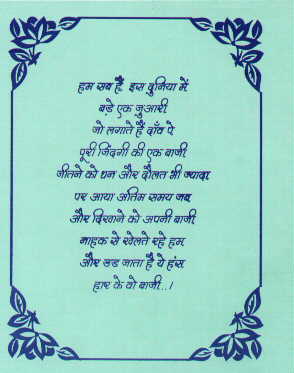 हम सब हैं इस दुनिया में
बड़े एक जुआरी
जो लगाते हैं दाँव पे
पूरी जिंदगी की एक बाजी
जीतने को धन और दौलत भी ज्यादा
पर आया अंतिम समय जब
और दिखाने को अपनी बाजी
नाहक से खेलते रहे हम
और उड जाता है ये हंस
हार के वो बाजी...।